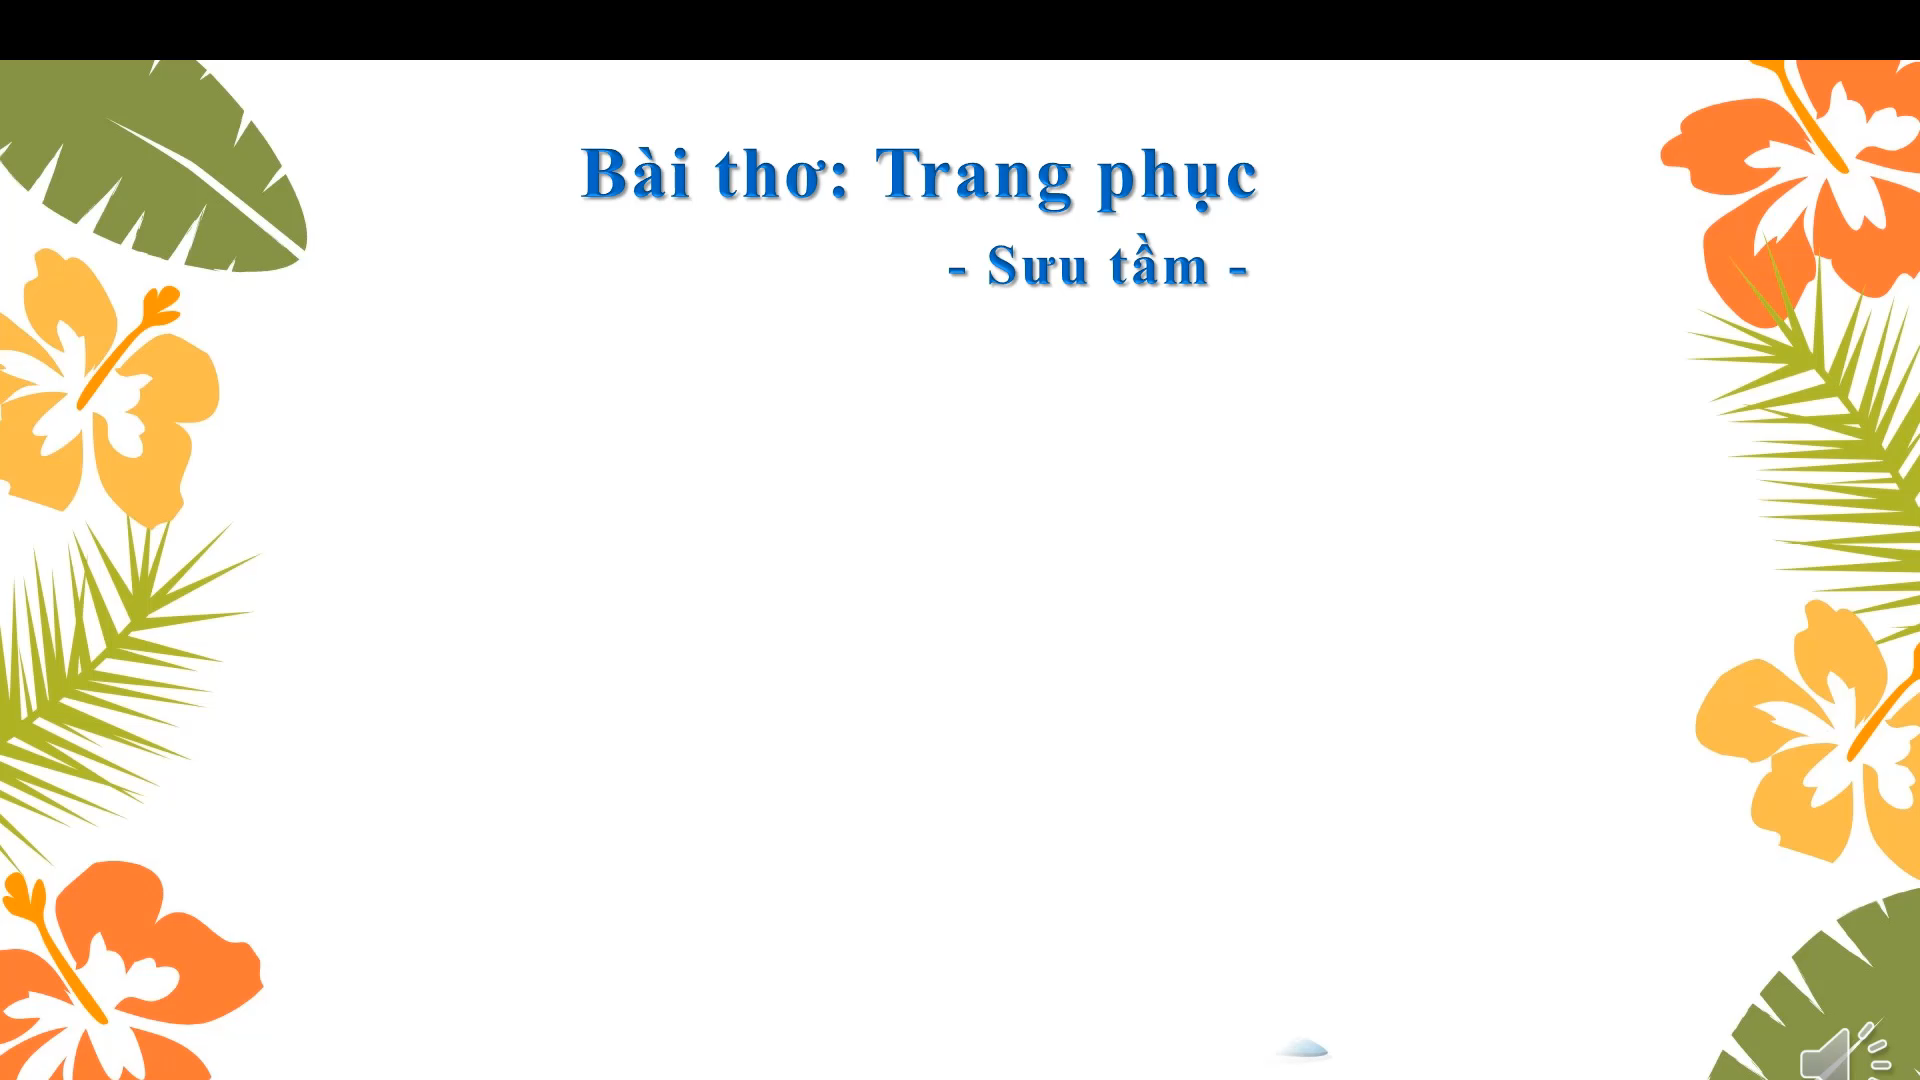 Bài thơ: Trang phục
- Sưu tầm -